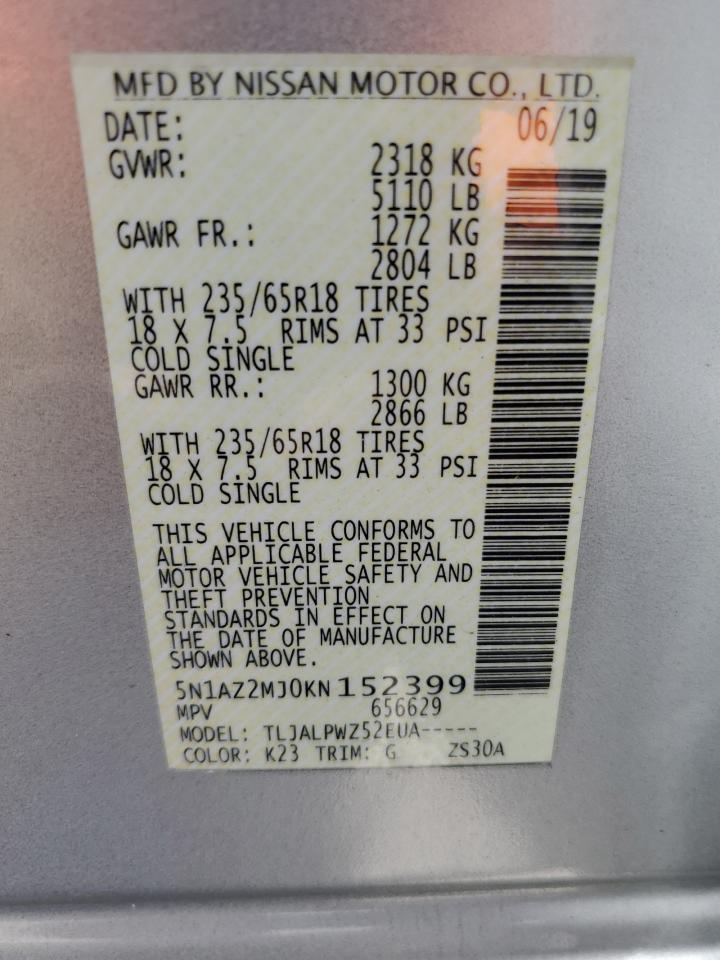 MFD BY NISSAN MOTOR CO., LTD.
DATE: 06/19
GVWR: 2318 KG
5110 LB
GAWR FR.: 1272 KG
2804 LB
WITH 235/65R18 TIRES
18 X 7.5 RIMS AT 33 PSI
COLD SINGLE
GAWR RR.: 1300 KG
2866 LB
WITH 235/65R18 TIRES
18 X 7.5 RIMS AT 33 PSI
COLD SINGLE
THIS VEHICLE CONFORMS TO
ALL APPLICABLE FEDERAL
MOTOR VEHICLE SAFETY AND
THEFT PREVENTION
STANDARDS IN EFFECT ON
THE DATE OF MANUFACTURE
SHOWN ABOVE.
5N1AZ2MJ0KN152399
MPV 656629
MODEL: TLJALPWZ52EUA-----
COLOR: K23 TRIM: G ZS30A